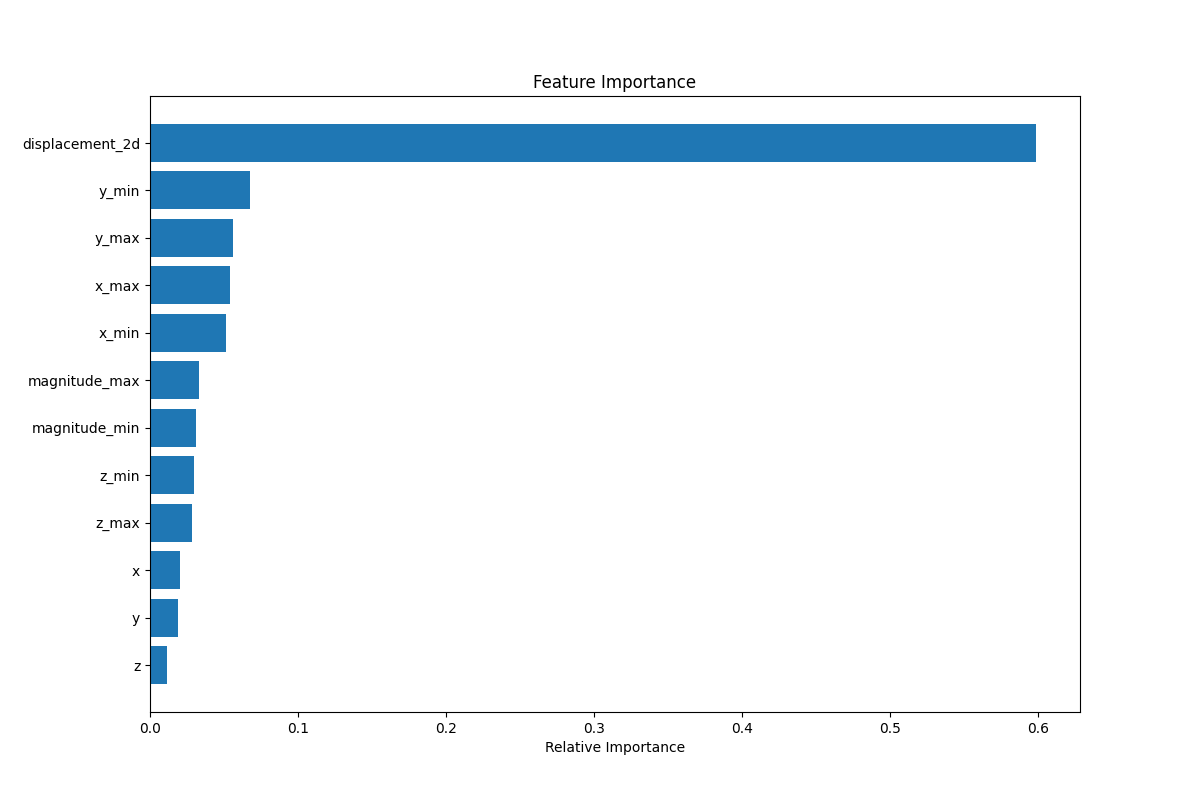 Feature Importance
displacement_2d
y_min
y_max
x_max
x_min
magnitude_max
magnitude_min
z_min
z_max
x
y
z
0.0 0.1 0.2 0.3 0.4 0.5 0.6
Relative Importance